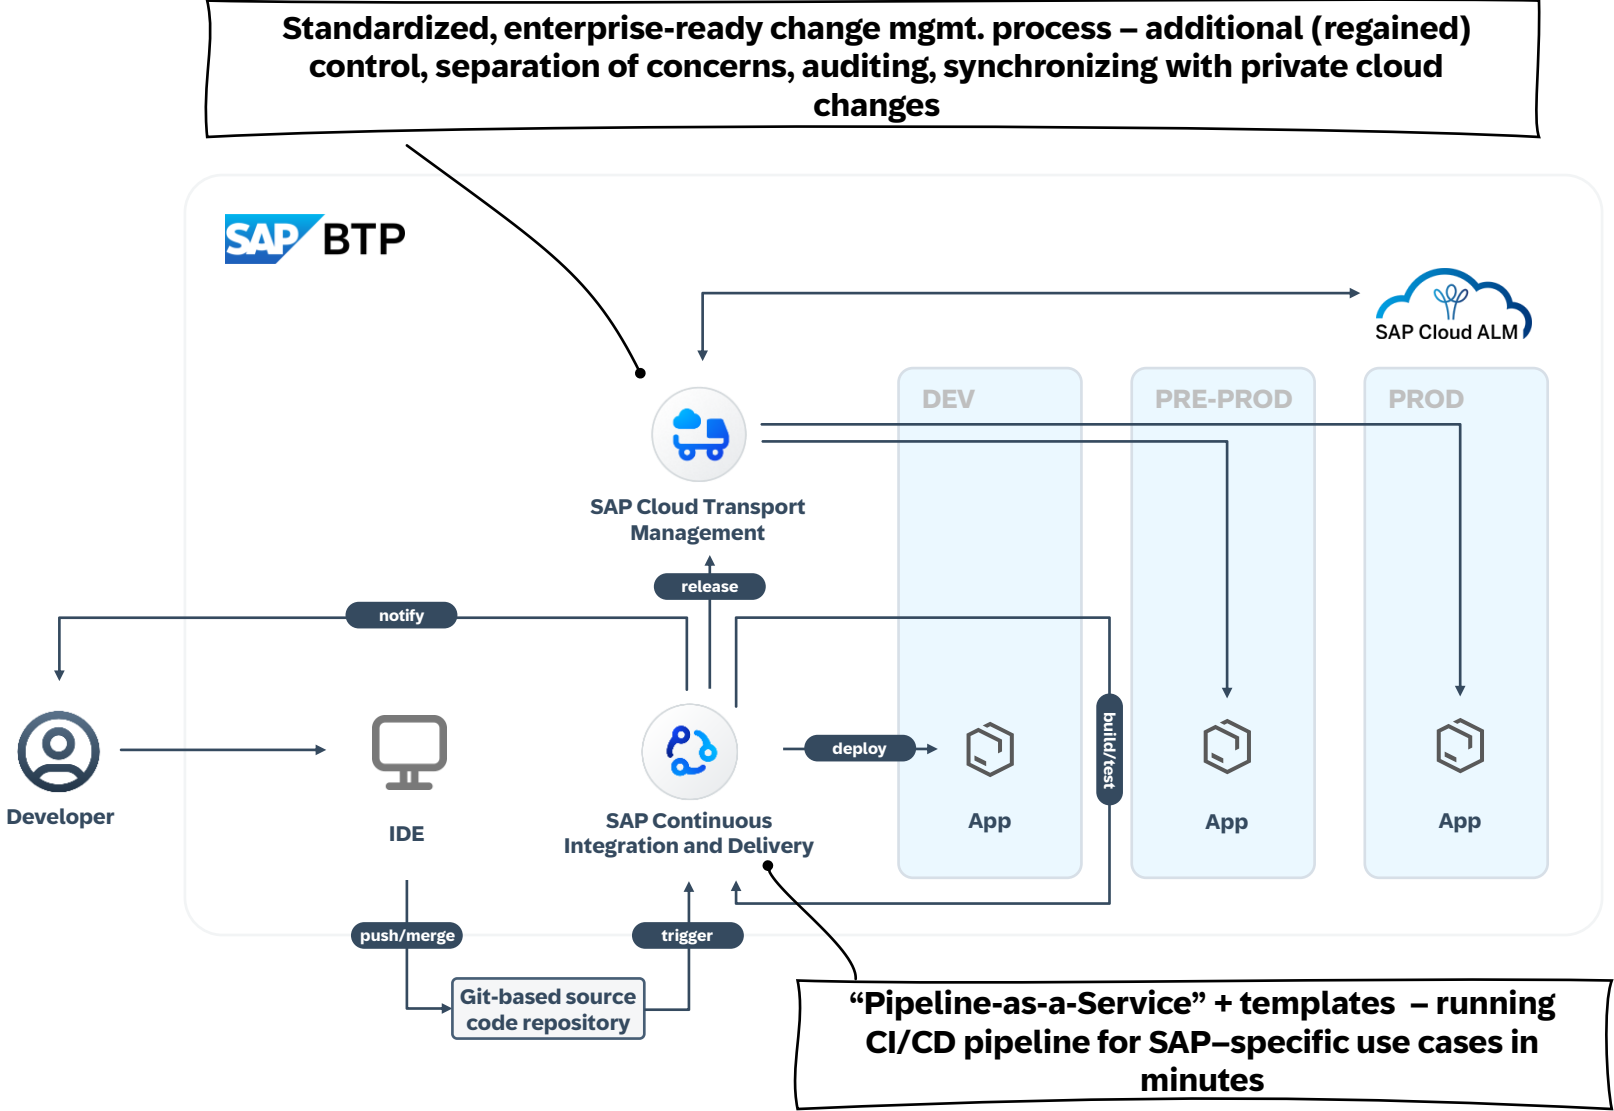 Standardized, enterprise-ready change mgmt. process – additional (regained)
control, separation of concerns, auditing, synchronizing with private cloud
changes
SAP BTP
SAP Cloud ALM
DEV
PRE-PROD
PROD
SAP Cloud Transport
Management
release
notify
build/test
deploy
Developer
IDE
SAP Continuous
Integration and Delivery
App
App
App
push/merge
trigger
Git-based source
code repository
“Pipeline-as-a-Service” + templates – running
CI/CD pipeline for SAP–specific use cases in
minutes